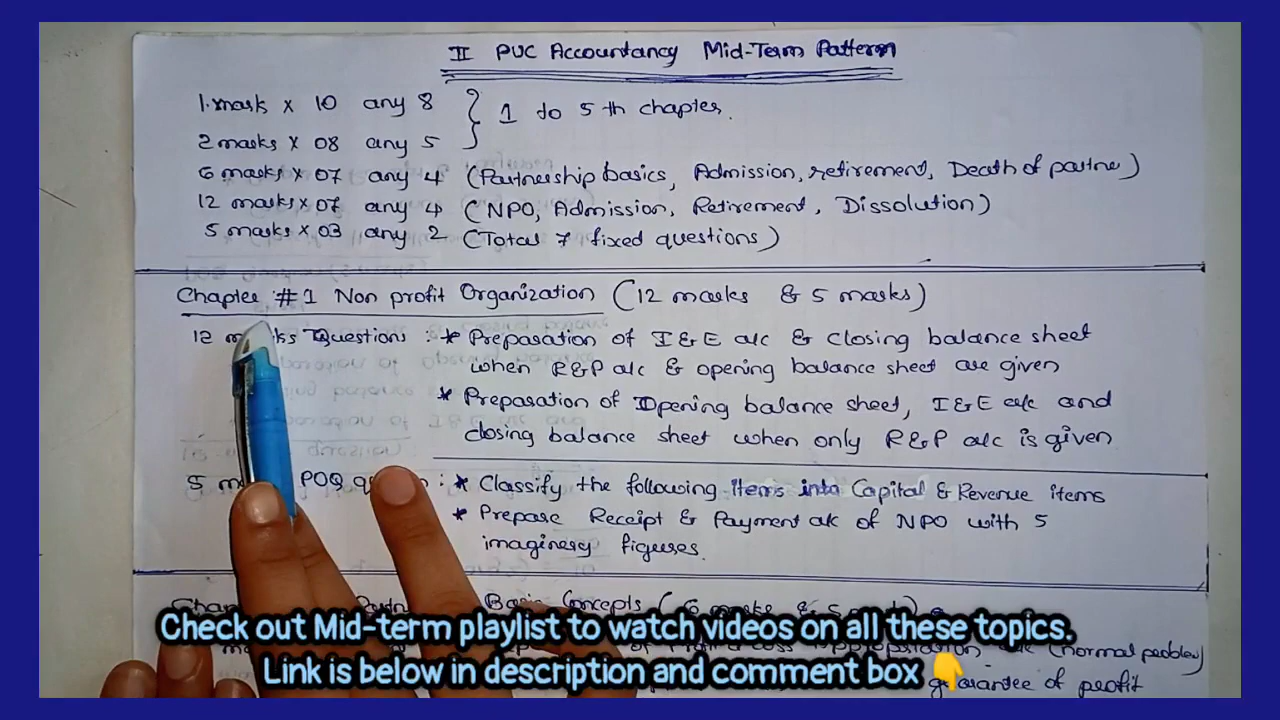 II PUC Accountancy Mid-Term Pattern
1 mark x 10 any 8 } 1 to 5 th chapter.
2 marks x 08 any 5
6 marks x 07 any 4 (Partnership basics, Admission, retirement, Death of partner)
12 marks x 07 any 4 (NPO, Admission, Retirement, Dissolution)
5 marks x 03 any 2 (Total 7 fixed questions)
Chapter #1 Non profit Organization (12 marks & 5 marks)
12 marks Questions : * Preparation of I&E a/c & closing balance sheet
when R&P a/c & opening balance sheet are given
* Preparation of Opening balance sheet, I&E a/c and
closing balance sheet when only R&P a/c is given
5 POQ : * Classify the following items into Capital & Revenue items
* Prepare Receipt & Payment a/c of NPO with 5
imaginery figures.
Basic Concepts
Check out Mid-term playlist to watch videos on all these topics.
(normal problem)
Link is below in description and comment box 👇
guarantee of profit